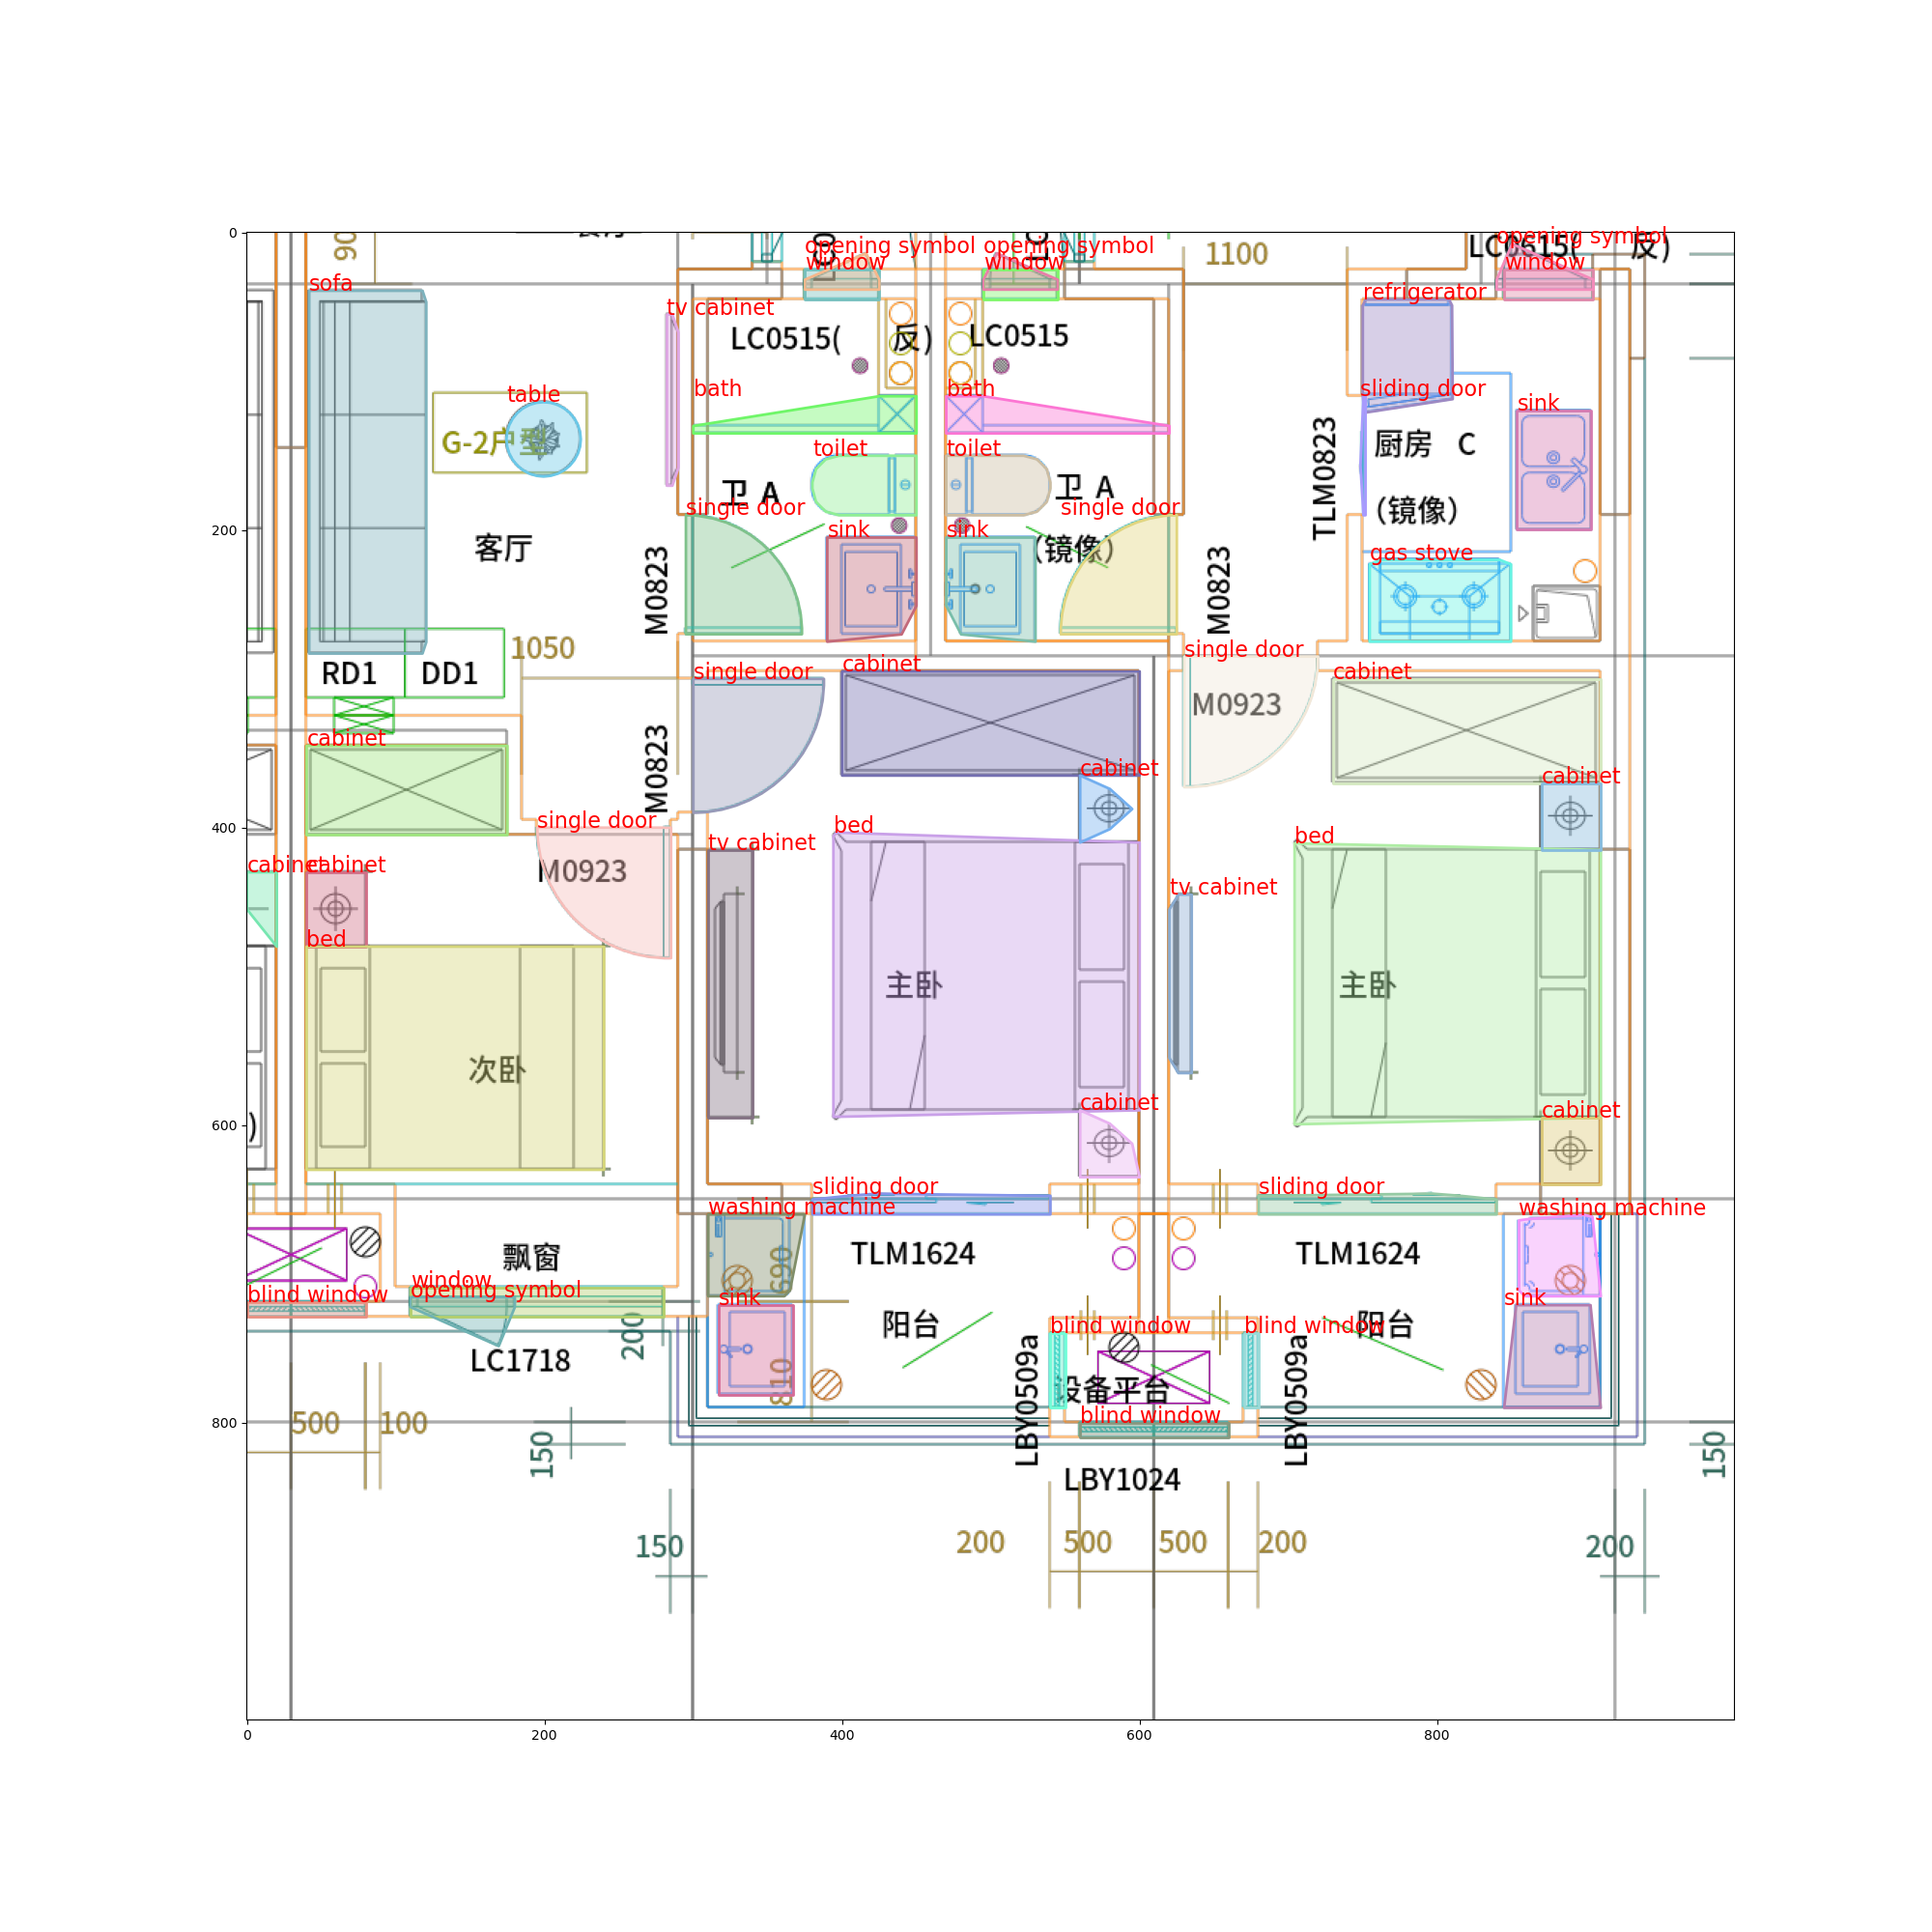 0
200
400
600
800
0
200
400
600
800
90
1100
LC0615(
反)
opening symbol
opening symbol
opening symbol
window
window
window
sofa
tv cabinet
refrigerator
LC0515(
反)
LC0515
table
bath
bath
sliding door
sink
G-2户型
toilet
toilet
厨房 C
TLM0823
卫 A
卫 A
(镜像)
single door
single door
sink
sink
客厅
(镜像)
gas stove
M0823
M0823
1050
RD1
DD1
single door
single door
cabinet
cabinet
M0923
M0823
cabinet
cabinet
cabinet
single door
bed
bed
tv cabinet
M0923
cabinet
cabinet
tv cabinet
bed
主卧
主卧
次卧
cabinet
cabinet
)
sliding door
sliding door
washing machine
washing machine
飘窗
690
TLM1624
TLM1624
window
opening symbol
blind window
sink
sink
200
阳台
阳台
blind window
blind window
LC1718
810
LBY0509a
LBY0509a
设备平台
500
100
blind window
150
150
LBY1024
150
200
500
500
200
200